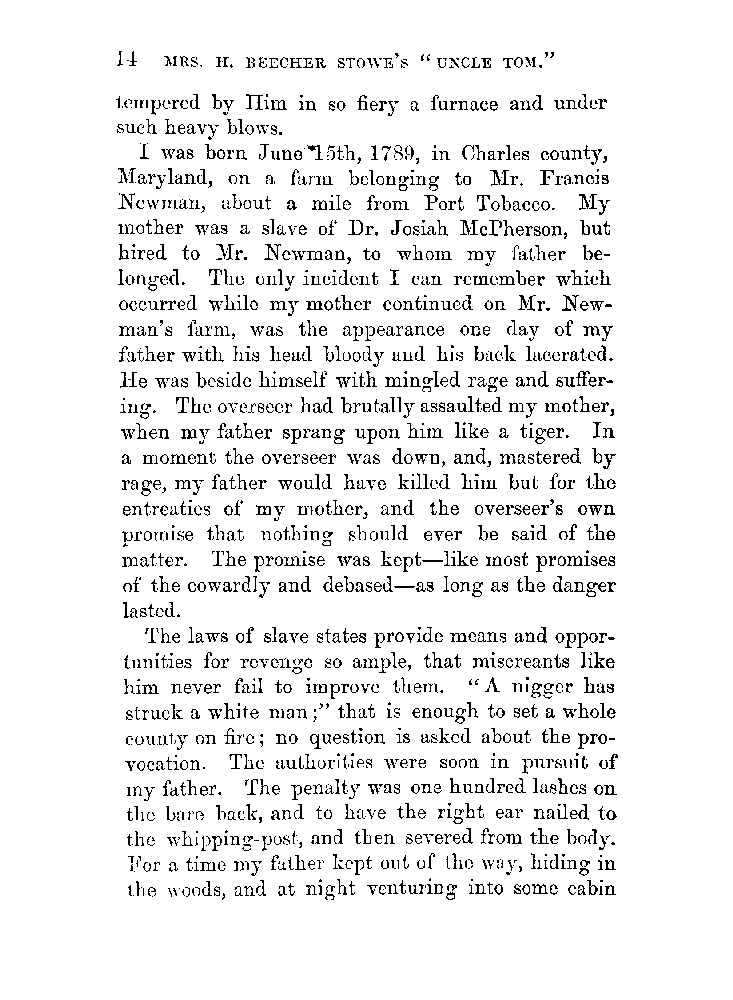 14 MRS. H. BEECHER STOWE'S "UNCLE TOM."
tempered by Him in so fiery a furnace and under
such heavy blows.
I was born June 15th, 1789, in Charles county,
Maryland, on a farm belonging to Mr. Francis
Newman, about a mile from Port Tobacco. My
mother was a slave of Dr. Josiah McPherson, but
hired to Mr. Newman, to whom my father be-
longed. The only incident I can remember which
occurred while my mother continued on Mr. New-
man's farm, was the appearance one day of my
father with his head bloody and his back lacerated.
He was beside himself with mingled rage and suffer-
ing. The overseer had brutally assaulted my mother,
when my father sprang upon him like a tiger. In
a moment the overseer was down, and, mastered by
rage, my father would have killed him but for the
entreaties of my mother, and the overseer's own
promise that nothing should ever be said of the
matter. The promise was kept—like most promises
of the cowardly and debased—as long as the danger
lasted.
The laws of slave states provide means and oppor-
tunities for revenge so ample, that miscreants like
him never fail to improve them. "A nigger has
struck a white man;" that is enough to set a whole
county on fire; no question is asked about the pro-
vocation. The authorities were soon in pursuit of
my father. The penalty was one hundred lashes on
the bare back, and to have the right ear nailed to
the whipping-post, and then severed from the body.
For a time my father kept out of the way, hiding in
the woods, and at night venturing into some cabin